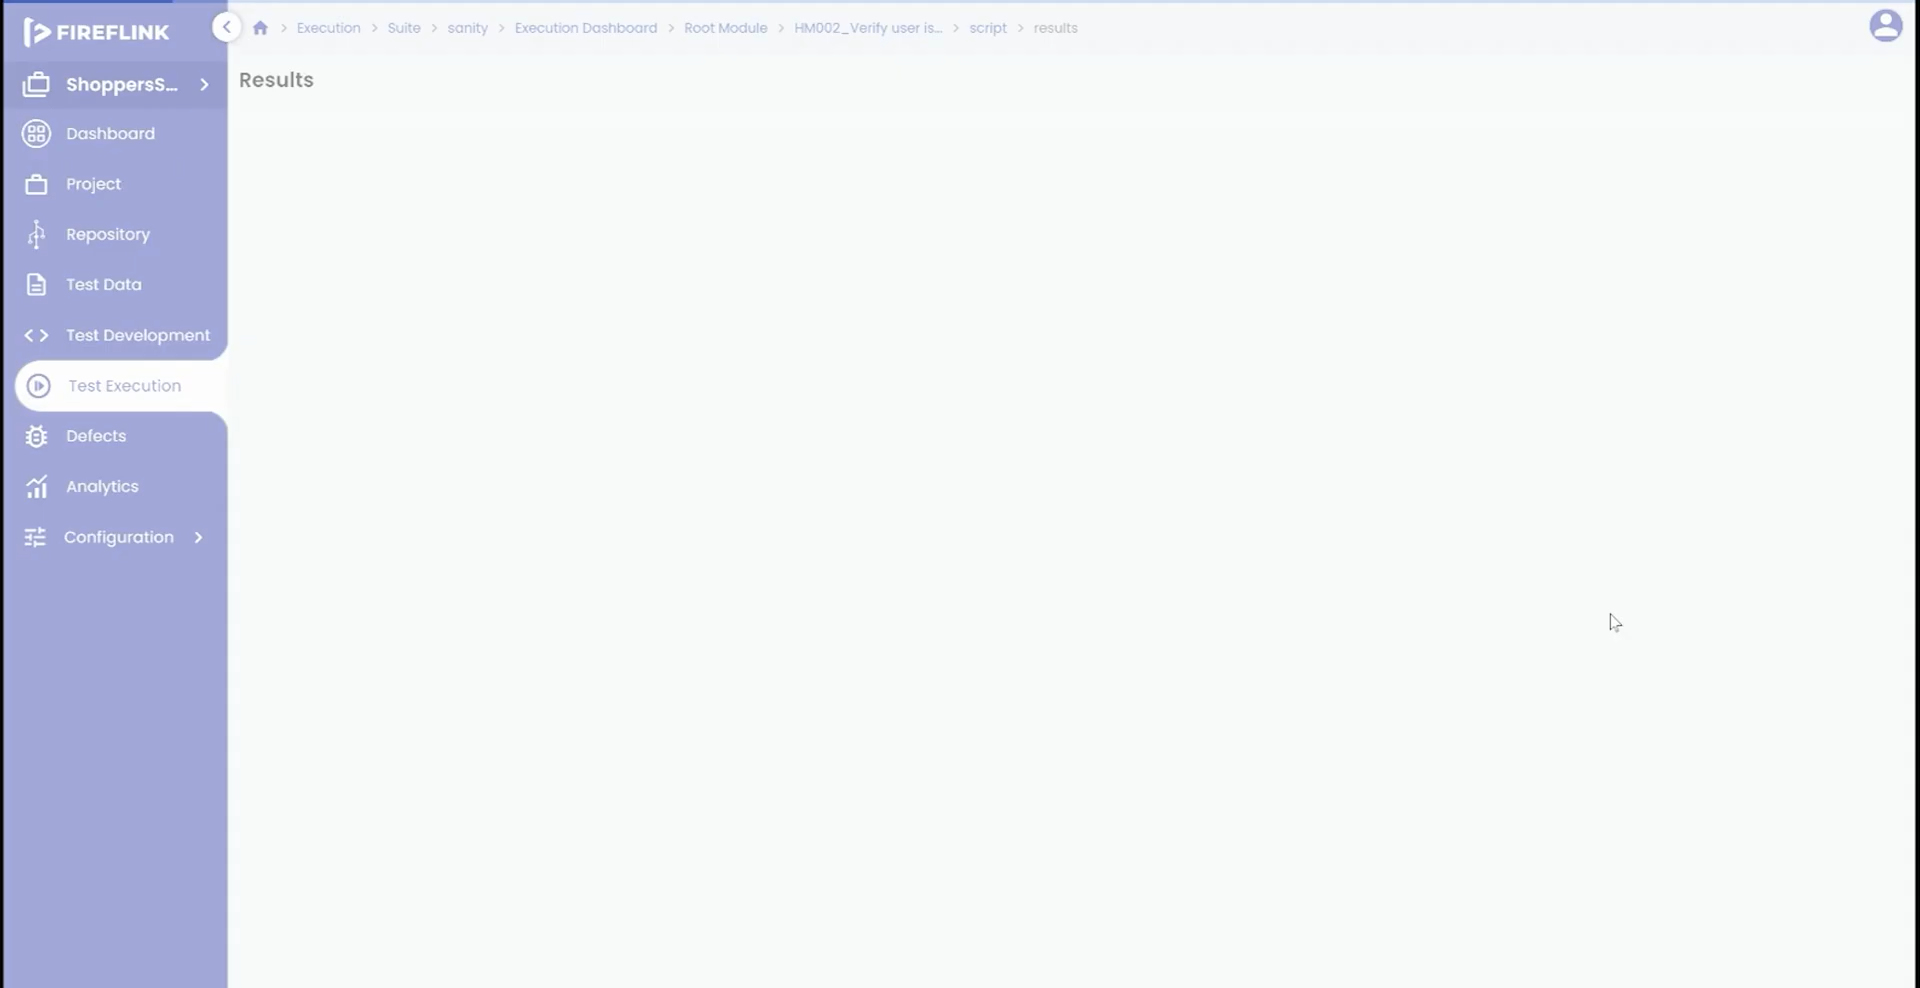 FIREFLINK
Execution > Suite > sanity > Execution Dashboard > Root Module > HM002_Verify user is... > script > results
ShoppersS...
Results
Dashboard
Project
Repository
Test Data
Test Development
Test Execution
Defects
Analytics
Configuration